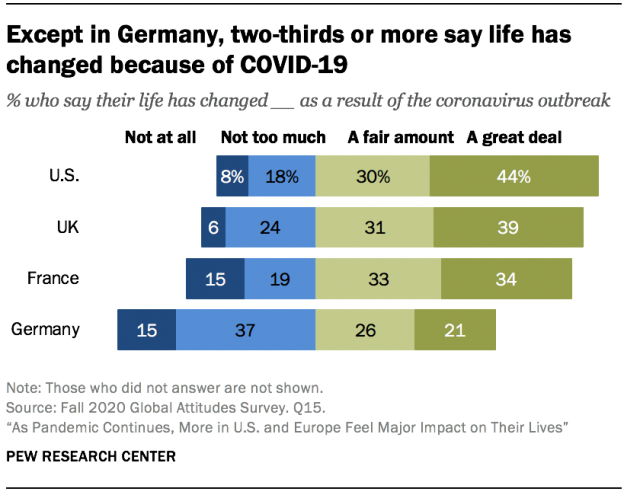 Except in Germany, two-thirds or more say life has
changed because of COVID-19
% who say their life has changed __ as a result of the coronavirus outbreak
Not at all Not too much A fair amount A great deal
U.S. 8% 18% 30% 44%
UK 6 24 31 39
France 15 19 33 34
Germany 15 37 26 21
Note: Those who did not answer are not shown.
Source: Fall 2020 Global Attitudes Survey. Q15.
“As Pandemic Continues, More in U.S. and Europe Feel Major Impact on Their Lives”
PEW RESEARCH CENTER